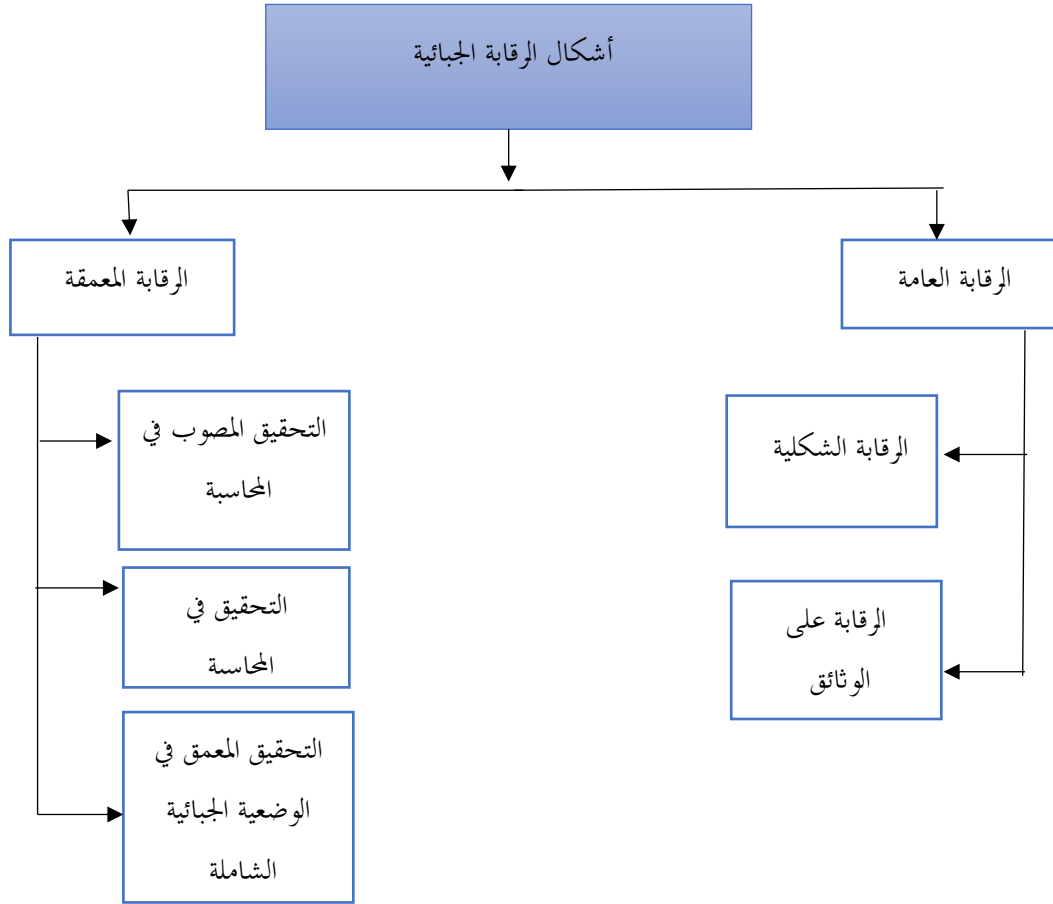 أشكال الرقابة الجبائية
الرقابة العامة
الرقابة المعمقة
الرقابة الشكلية
الرقابة على
الوثائق
التحقيق المصوب في
المحاسبة
التحقيق في
المحاسبة
التحقيق المعمق في
الوضعية الجبائية
الشاملة